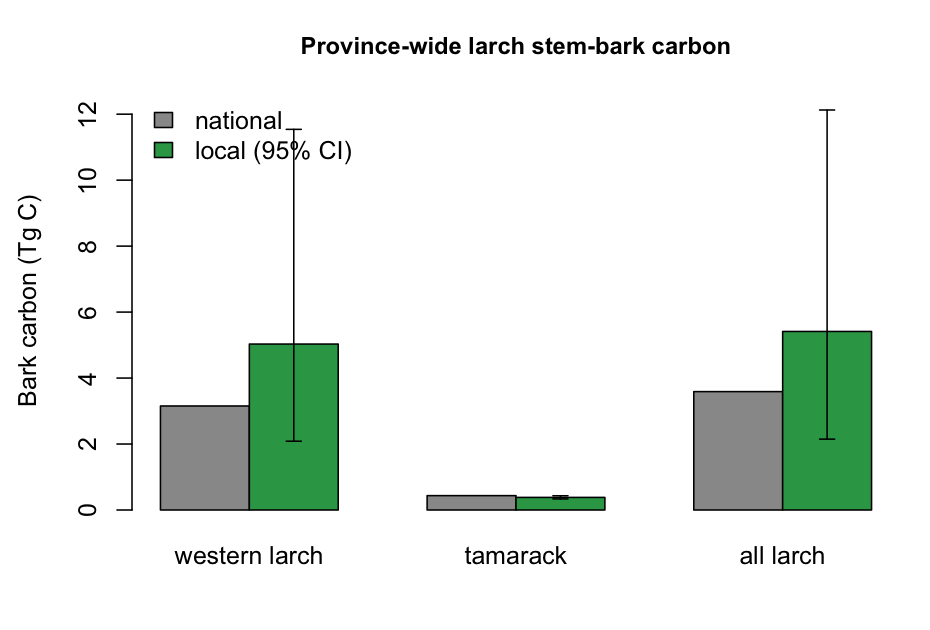 Province-wide larch stem-bark carbon
national
local (95% CI)
Bark carbon (Tg C)
12
10
8
6
4
2
0
western larch
tamarack
all larch